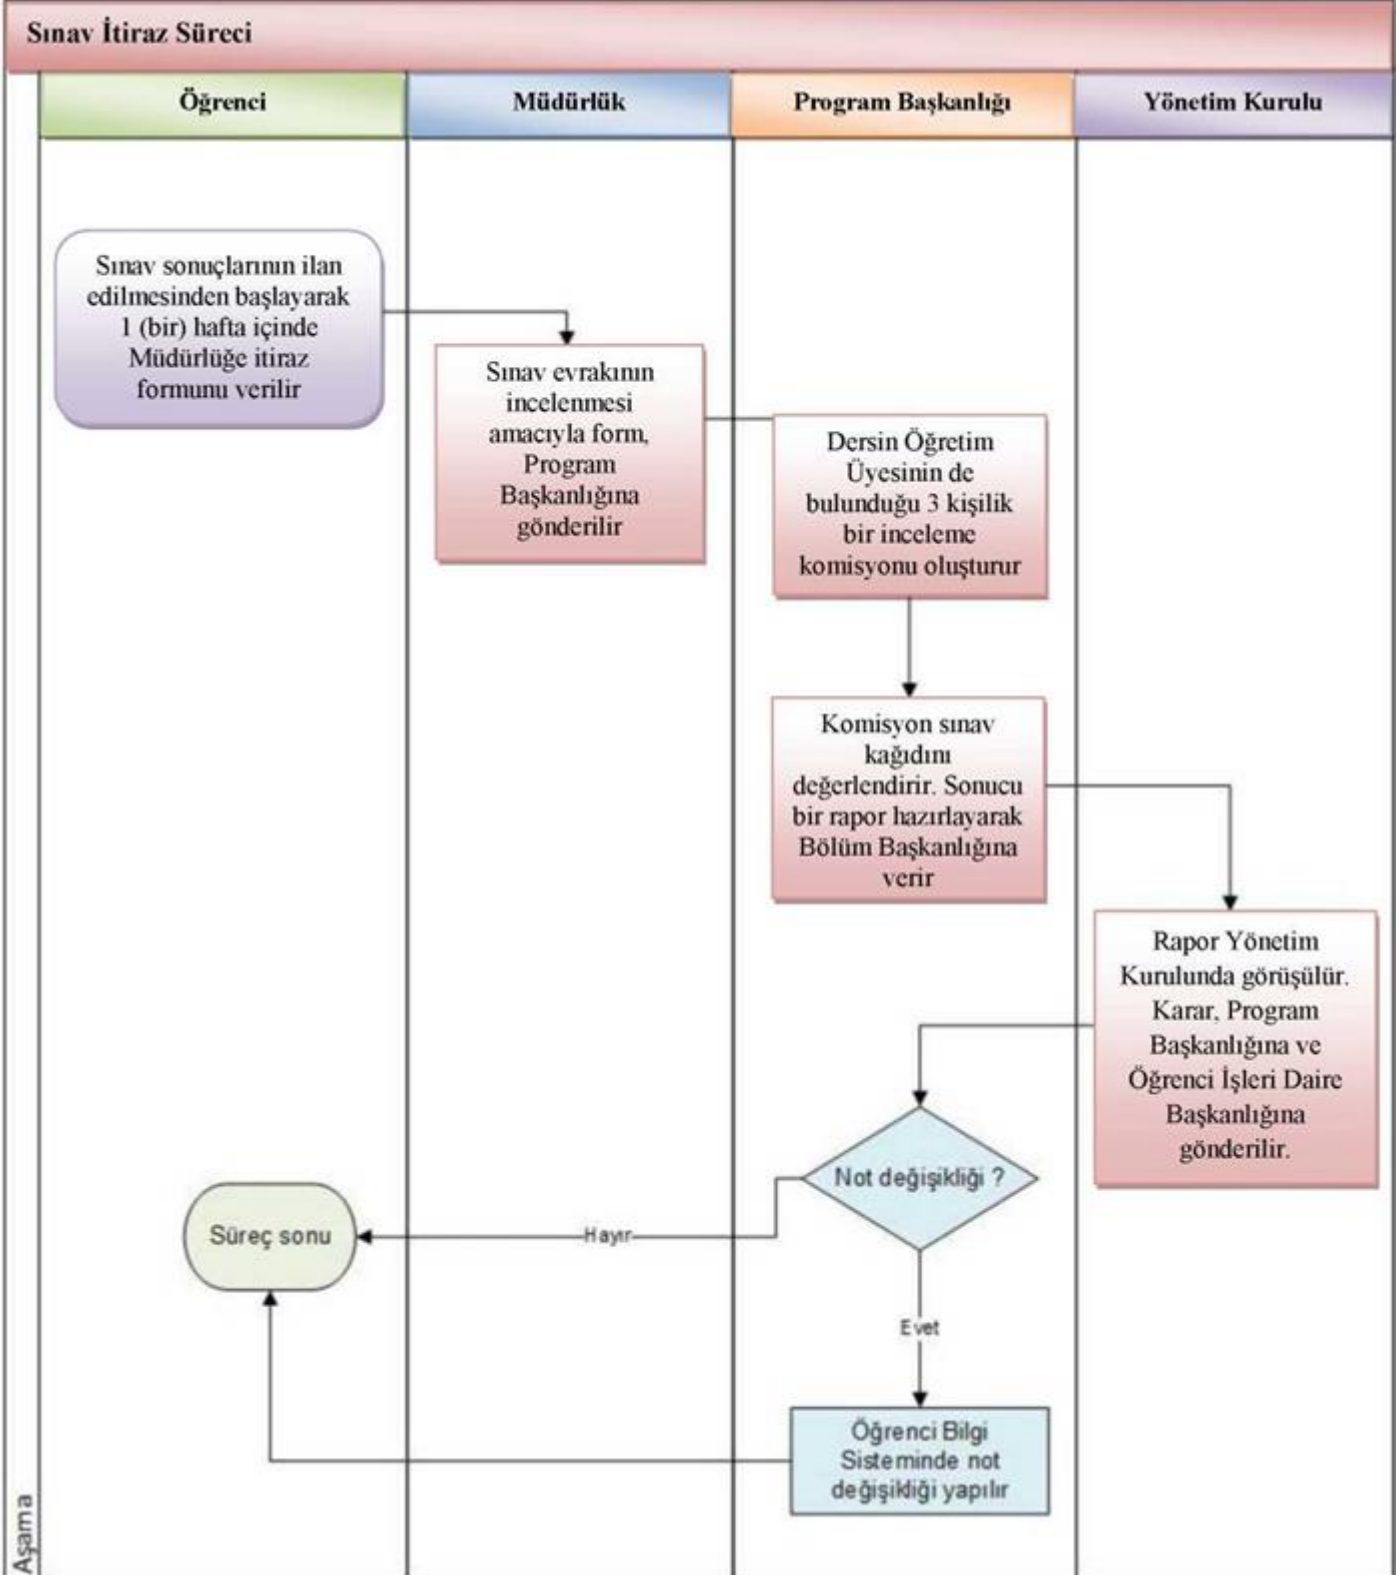 Sınav İtiraz Süreci
Öğrenci
Müdürlük
Program Başkanlığı
Yönetim Kurulu
Sınav sonuçlarının ilan
edilmesinden başlayarak
1 (bir) hafta içinde
Müdürlüğe itiraz
formunu verilir
Sınav evrakının
incelenmesi
amacıyla form,
Program
Başkanlığına
gönderilir
Dersin Öğretim
Üyesinin de
bulunduğu 3 kişilik
bir inceleme
komisyonu oluşturur
Komisyon sınav
kağıdını
değerlendirir. Sonucu
bir rapor hazırlayarak
Bölüm Başkanlığına
verir
Rapor Yönetim
Kurulunda görüşülür.
Karar, Program
Başkanlığına ve
Öğrenci İşleri Daire
Başkanlığına
gönderilir.
Not değişikliği ?
Hayır
Süreç sonu
Evet
Öğrenci Bilgi
Sisteminde not
değişikliği yapılır
Aşama